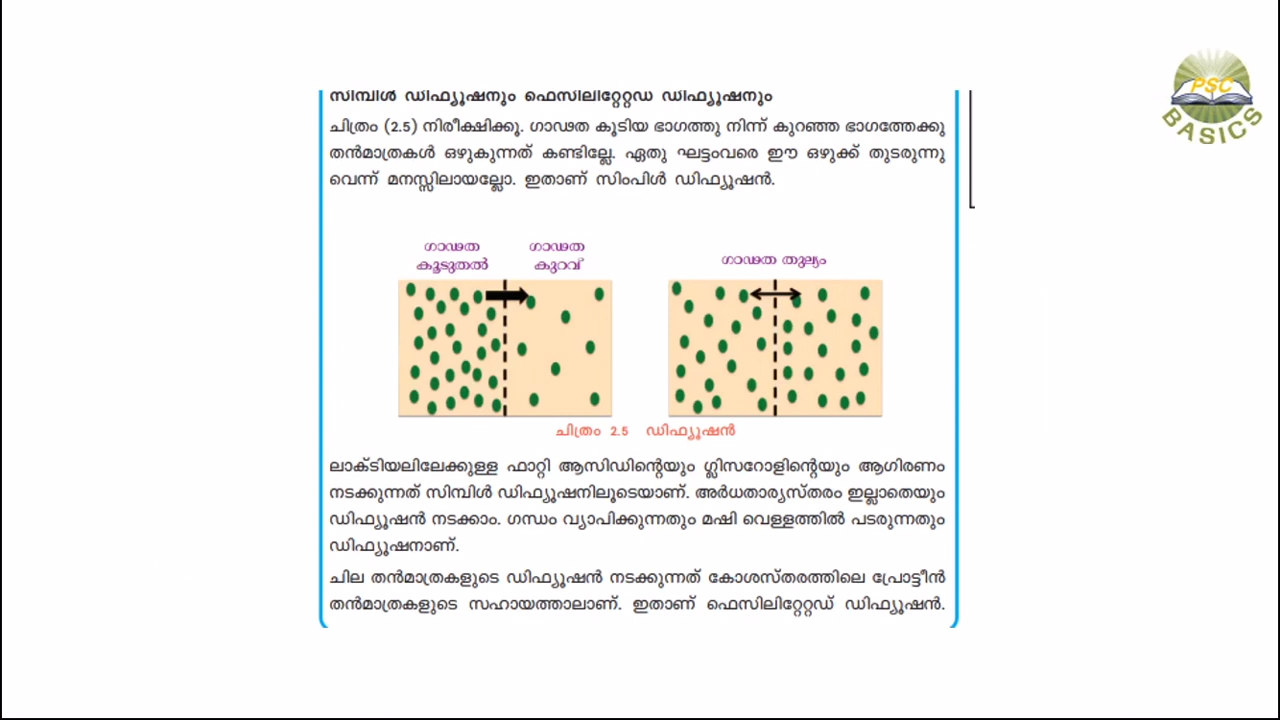 സിമ്പിൾ ഡിഫ്യൂഷനും ഫെസിലിറ്റേറ്റഡ് ഡിഫ്യൂഷനും
ചിത്രം (2.5) നിരീക്ഷിക്കൂ. ഗാഢത കൂടിയ ഭാഗത്തു നിന്ന് കുറഞ്ഞ ഭാഗത്തേക്കു
തൻമാത്രകൾ ഒഴുകുന്നത് കണ്ടില്ലേ. ഏതു ഘട്ടംവരെ ഈ ഒഴുക്ക് തുടരുന്നു
വെന്ന് മനസ്സിലായല്ലോ. ഇതാണ് സിംപിൾ ഡിഫ്യൂഷൻ.
ഗാഢത കൂടുതൽ
ഗാഢത കുറവ്
ഗാഢത തുല്യം
ചിത്രം 2.5 ഡിഫ്യൂഷൻ
ലാക്ടിയലിലേക്കുള്ള ഫാറ്റി ആസിഡിന്റെയും ഗ്ലിസറോളിന്റെയും ആഗിരണം
നടക്കുന്നത് സിമ്പിൾ ഡിഫ്യൂഷനിലൂടെയാണ്. അർധതാര്യസ്തരം ഇല്ലാതെയും
ഡിഫ്യൂഷൻ നടക്കാം. ഗന്ധം വ്യാപിക്കുന്നതും മഷി വെള്ളത്തിൽ പടരുന്നതും
ഡിഫ്യൂഷനാണ്.
ചില തൻമാത്രകളുടെ ഡിഫ്യൂഷൻ നടക്കുന്നത് കോശസ്തരത്തിലെ പ്രോട്ടീൻ
തൻമാത്രകളുടെ സഹായത്താലാണ്. ഇതാണ് ഫെസിലിറ്റേറ്റഡ് ഡിഫ്യൂഷൻ.
PSC
BASICS